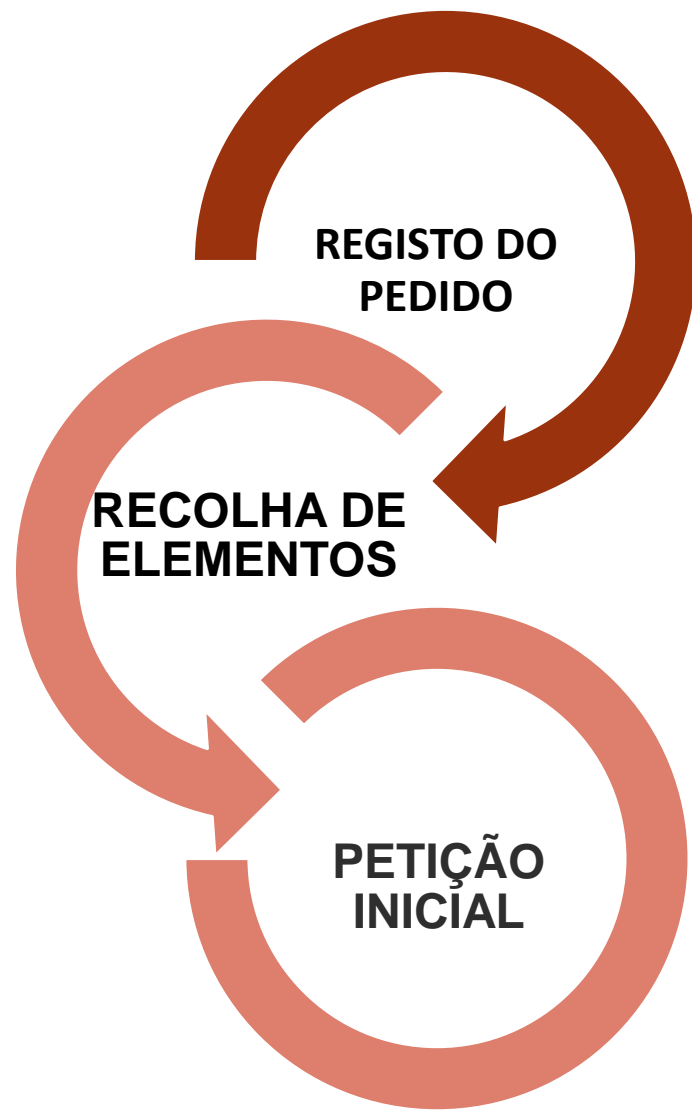 REGISTO DO
PEDIDO
RECOLHA DE
ELEMENTOS
PETIÇÃO
INICIAL